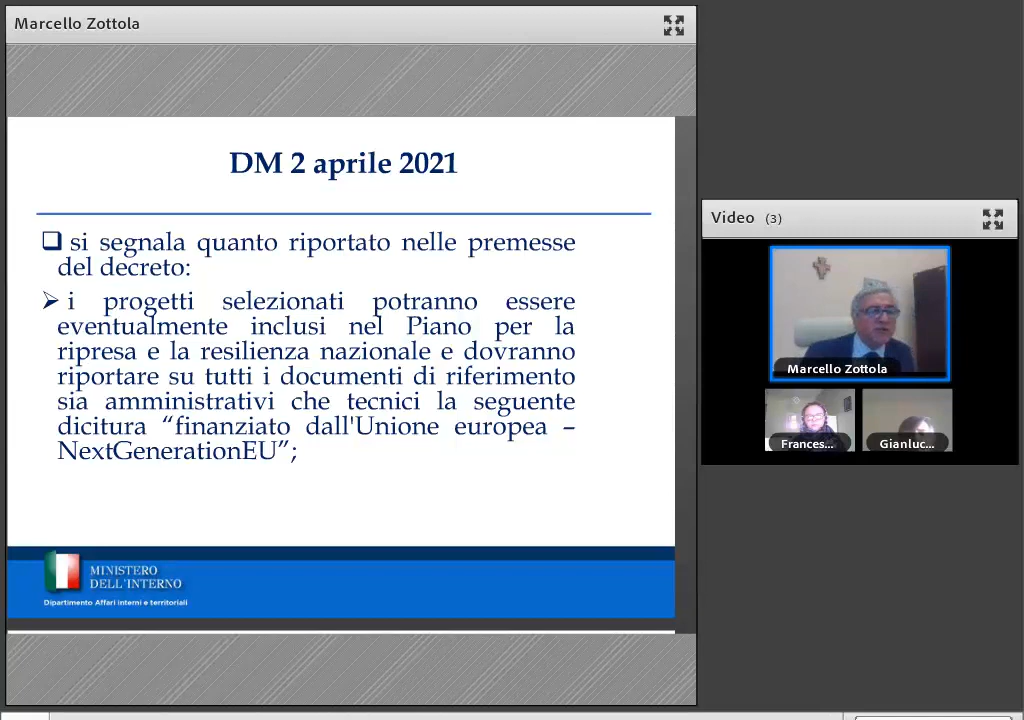 Marcello Zottola
DM 2 aprile 2021
❑ si segnala quanto riportato nelle premesse
del decreto:
➢ i progetti selezionati potranno essere
eventualmente inclusi nel Piano per la
ripresa e la resilienza nazionale e dovranno
riportare su tutti i documenti di riferimento
sia amministrativi che tecnici la seguente
dicitura “finanziato dall'Unione europea –
NextGenerationEU”;
MINISTERO
DELL'INTERNO
Dipartimento Affari interni e territoriali
Video (3)
Marcello Zottola
Frances...
Gianluc...